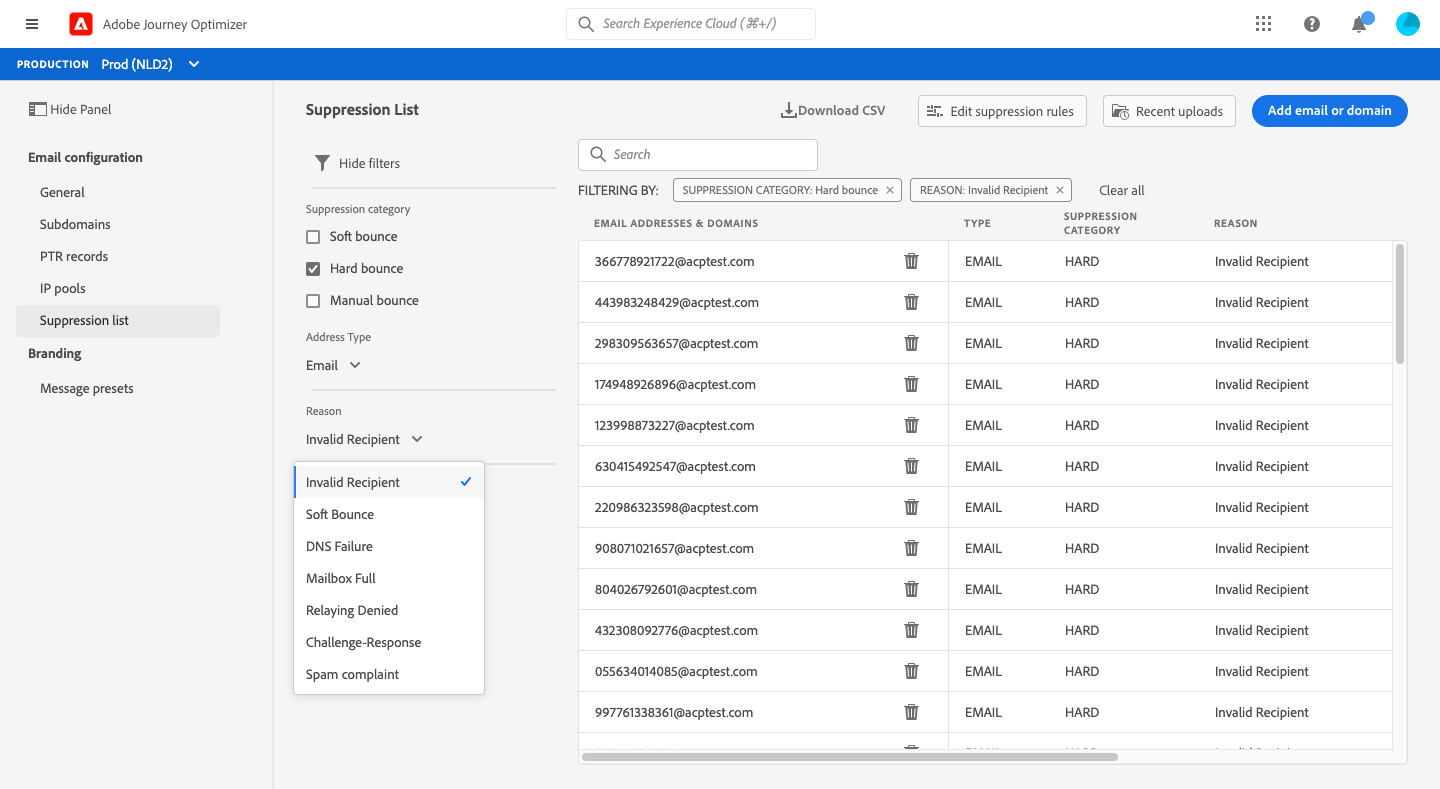 Adobe Journey Optimizer
Search Experience Cloud (⌘+/)
PRODUCTION Prod (NLD2)
Hide Panel
Email configuration
General
Subdomains
PTR records
IP pools
Suppression list
Branding
Message presets
Suppression List
Download CSV
Edit suppression rules
Recent uploads
Add email or domain
Hide filters
Suppression category
Soft bounce
Hard bounce
Manual bounce
Address Type
Email
Reason
Invalid Recipient
Invalid Recipient
Soft Bounce
DNS Failure
Mailbox Full
Relaying Denied
Challenge-Response
Spam complaint
Search
FILTERING BY: SUPPRESSION CATEGORY: Hard bounce × REASON: Invalid Recipient × Clear all
EMAIL ADDRESSES & DOMAINS TYPE SUPPRESSION CATEGORY REASON
366778921722@acptest.com EMAIL HARD Invalid Recipient
443983248429@acptest.com EMAIL HARD Invalid Recipient
298309563657@acptest.com EMAIL HARD Invalid Recipient
174948926896@acptest.com EMAIL HARD Invalid Recipient
123998873227@acptest.com EMAIL HARD Invalid Recipient
630415492547@acptest.com EMAIL HARD Invalid Recipient
220986323598@acptest.com EMAIL HARD Invalid Recipient
908071021657@acptest.com EMAIL HARD Invalid Recipient
804026792601@acptest.com EMAIL HARD Invalid Recipient
432308092776@acptest.com EMAIL HARD Invalid Recipient
055634014085@acptest.com EMAIL HARD Invalid Recipient
997761338361@acptest.com EMAIL HARD Invalid Recipient